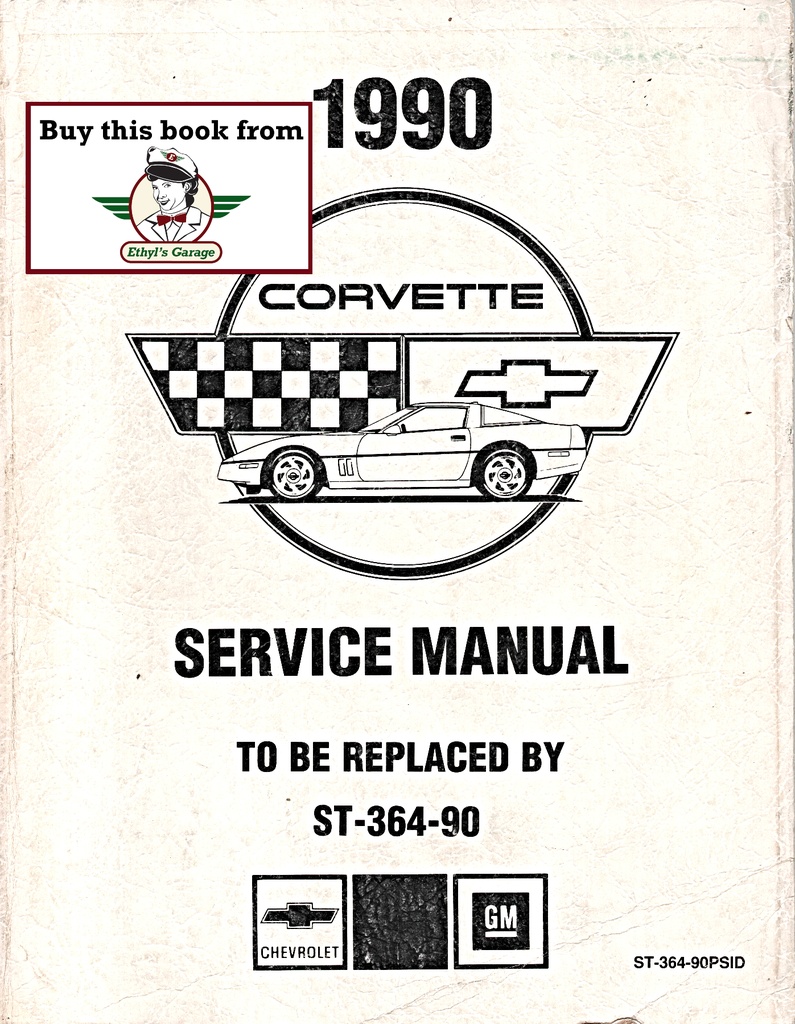 1990
Buy this book from
E
Ethyl's Garage
CORVETTE
SERVICE MANUAL
TO BE REPLACED BY
ST-364-90
CHEVROLET
GM
ST-364-90PSID